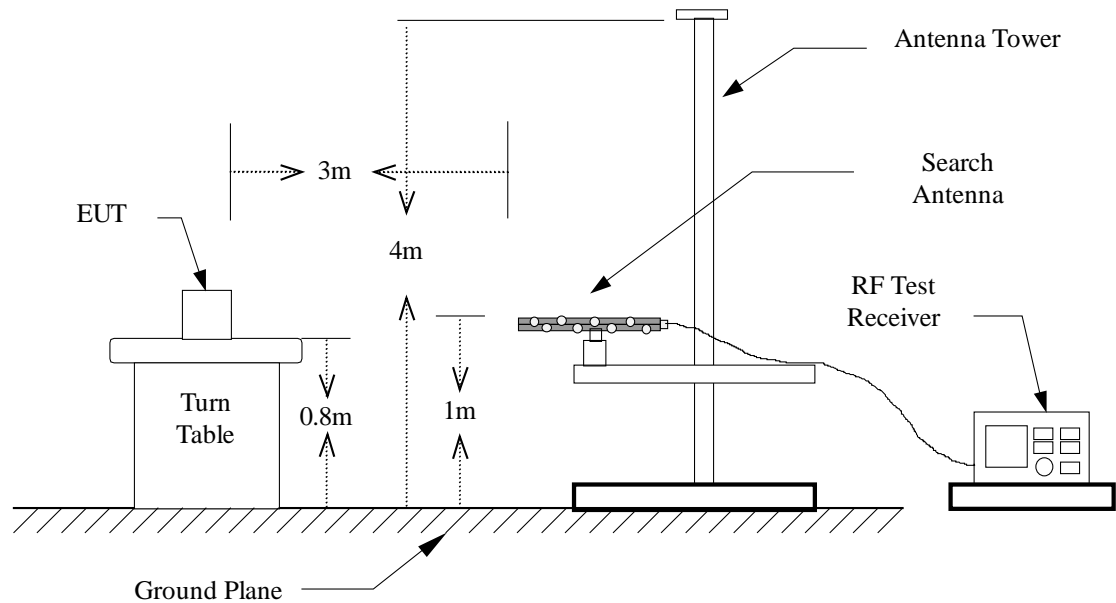 Antenna Tower
3m
Search
Antenna
EUT
4m
RF Test
Receiver
Turn
Table
0.8m
1m
Ground Plane